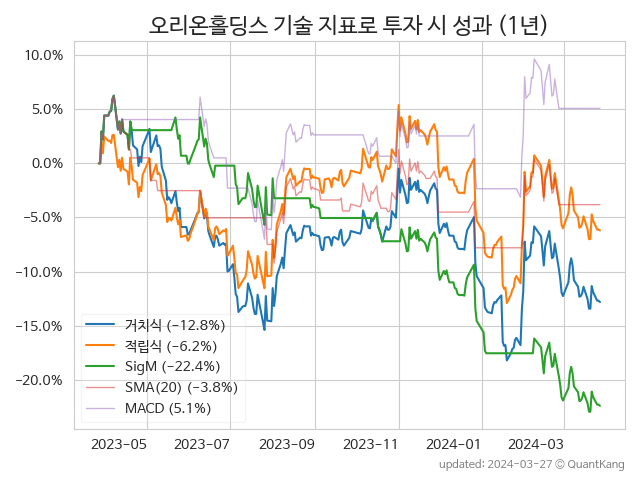 오리온홀딩스 기술 지표로 투자 시 성과 (1년)
10.0%
5.0%
0.0%
−5.0%
−10.0%
−15.0%
−20.0%
거치식 (−12.8%)
적립식 (−6.2%)
SigM (−22.4%)
SMA(20) (−3.8%)
MACD (5.1%)
2023-05 2023-07 2023-09 2023-11 2024-01 2024-03
updated: 2024-03-27 © QuantKang